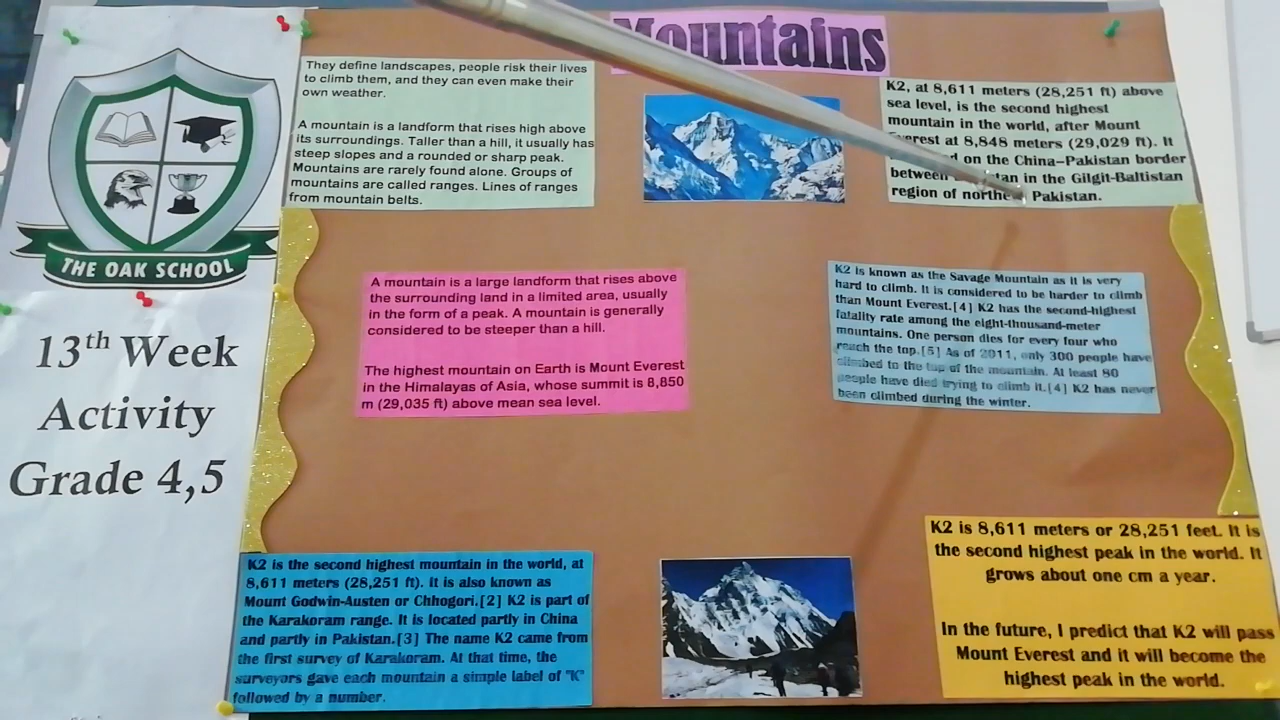 THE OAK SCHOOL
13th Week
Activity
Grade 4,5
Mountains
They define landscapes, people risk their lives
to climb them, and they can even make their
own weather.
A mountain is a landform that rises high above
its surroundings. Taller than a hill, it usually has
steep slopes and a rounded or sharp peak.
Mountains are rarely found alone. Groups of
mountains are called ranges. Lines of ranges
from mountain belts.
K2, at 8,611 meters (28,251 ft) above
sea level, is the second highest
mountain in the world, after Mount
Everest at 8,848 meters (29,029 ft). It
on the China–Pakistan border
between in the Gilgit-Baltistan
region of Pakistan.
A mountain is a large landform that rises above
the surrounding land in a limited area, usually
in the form of a peak. A mountain is generally
considered to be steeper than a hill.
The highest mountain on Earth is Mount Everest
in the Himalayas of Asia, whose summit is 8,850
m (29,035 ft) above mean sea level.
K2 is known as the Savage Mountain as it is very
hard to climb. It is considered to be harder to climb
than Mount Everest.[4] K2 has the second-highest
fatality rate among the eight-thousand-meter
mountains. One person dies for every four who
reach the top.[5] As of 2011, only 300 people have
climbed to the top of the mountain. At least 80
people have died trying to climb it.[4] K2 has never
been climbed during the winter.
K2 is the second highest mountain in the world, at
8,611 meters (28,251 ft). It is also known as
Mount Godwin-Austen or Chhogori.[2] K2 is part of
the Karakoram range. It is located partly in China
and partly in Pakistan.[3] The name K2 came from
the first survey of Karakoram. At that time, the
surveyors gave each mountain a simple label of "K"
followed by a number.
K2 is 8,611 meters or 28,251 feet. It is
the second highest peak in the world. It
grows about one cm a year.
In the future, I predict that K2 will pass
Mount Everest and it will become the
highest peak in the world.